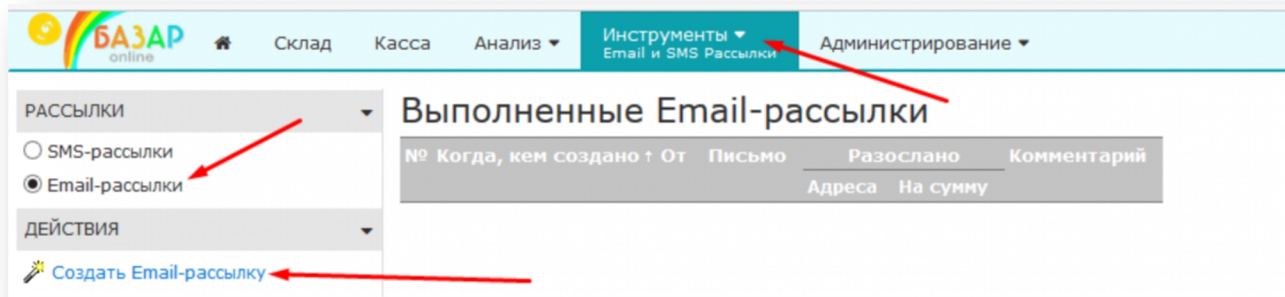 БАЗАР
online
Склад
Касса
Анализ
Инструменты
Email и SMS Рассылки
Администрирование
РАССЫЛКИ
SMS-рассылки
Email-рассылки
ДЕЙСТВИЯ
Создать Email-рассылку
Выполненные Email-рассылки
№ Когда, кем создано ↑ От Письмо Разослано Комментарий
Адреса На сумму